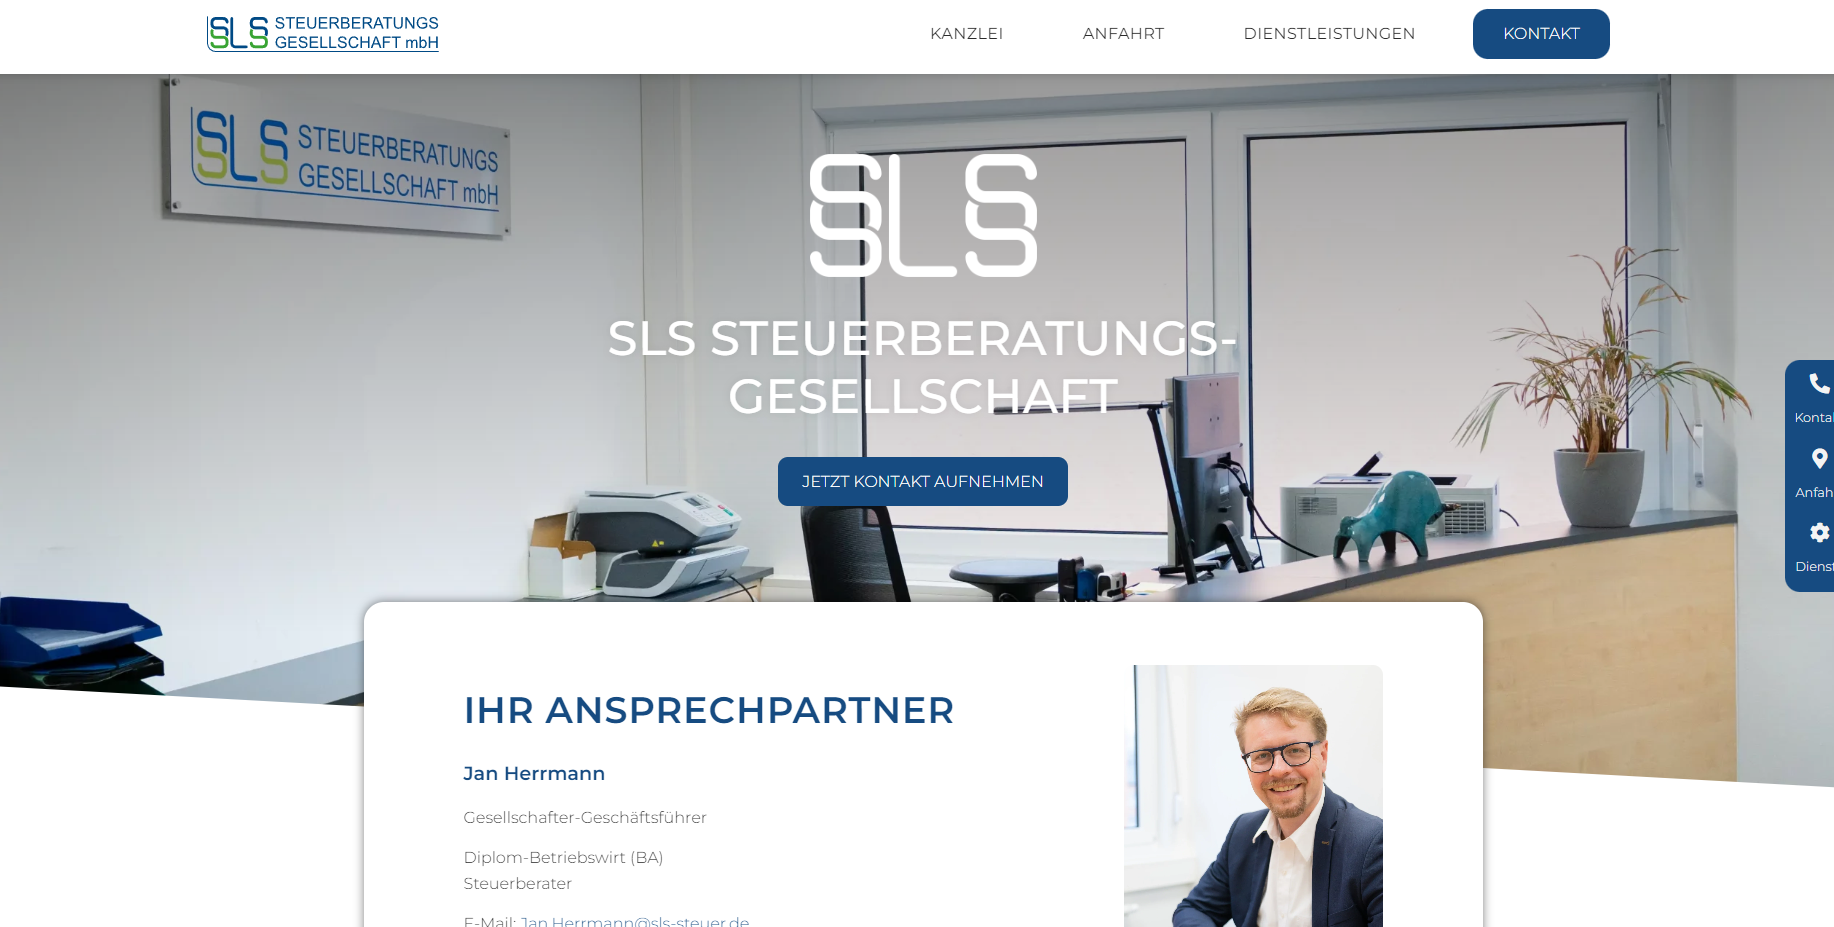 SLS STEUERBERATUNGS
GESELLSCHAFT mbH
KANZLEI
ANFAHRT
DIENSTLEISTUNGEN
KONTAKT
SLS STEUERBERATUNGS
GESELLSCHAFT mbH
SLS
SLS STEUERBERATUNGS-
GESELLSCHAFT
JETZT KONTAKT AUFNEHMEN
Konta
Anfah
Dienst
IHR ANSPRECHPARTNER
Jan Herrmann
Gesellschafter-Geschäftsführer
Diplom-Betriebswirt (BA)
Steuerberater
E-Mail: Jan.Herrmann@sls-steuer.de